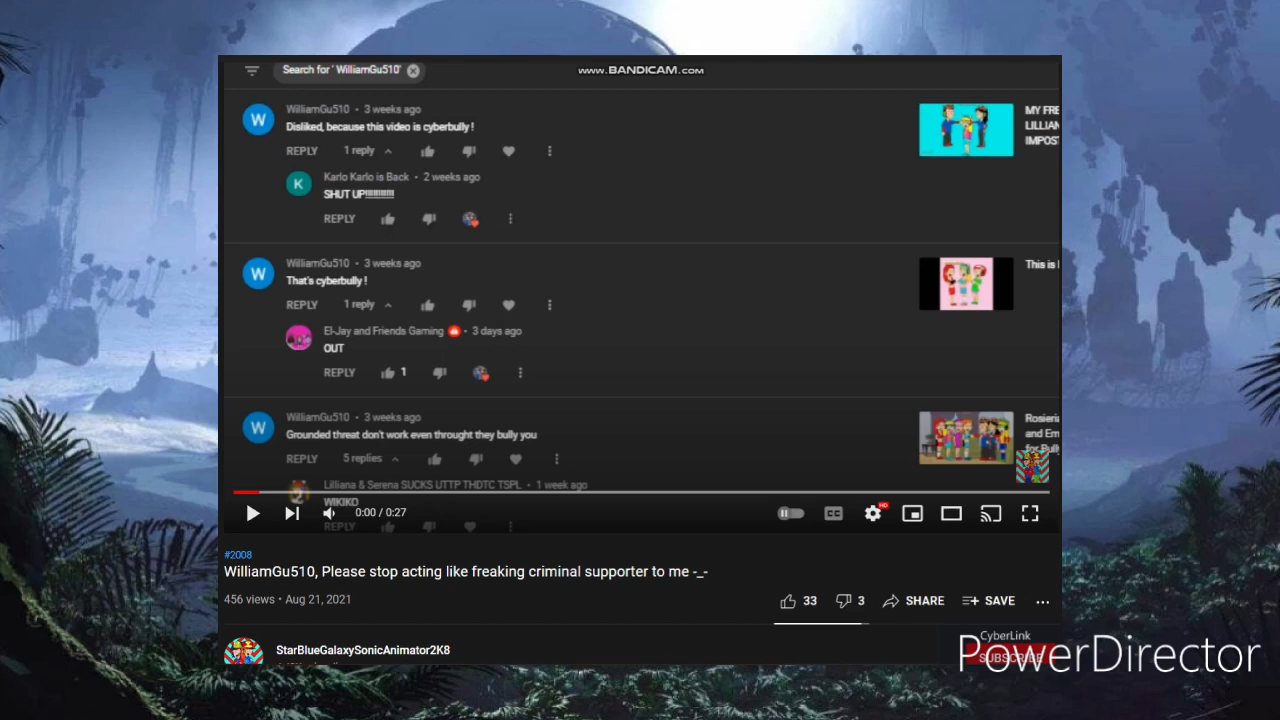 Search for ' WilliamGu510'
www.BANDICAM.com
WilliamGu510 • 3 weeks ago
Disliked, because this video is cyberbully !
REPLY 1 reply
MY FRE
LILLIAN
IMPOS
Karlo Karlo is Back • 2 weeks ago
SHUT UP!!!!!!!!!!!!
REPLY
WilliamGu510 • 3 weeks ago
That's cyberbully !
REPLY 1 reply
This is
El-Jay and Friends Gaming • 3 days ago
OUT
REPLY 1
WilliamGu510 • 3 weeks ago
Grounded threat don't work even throught they bully you
REPLY 5 replies
Rosieri
and Em
for Bull
Lilliana & Serena SUCKS UTTP THDTC TSPL • 1 week ago
WIKIKO
REPLY
0:00 / 0:27
CC
HD
#2008
WilliamGu510, Please stop acting like freaking criminal supporter to me -_-
456 views • Aug 21, 2021
33 3 SHARE SAVE
StarBlueGalaxySonicAnimator2K8
SUBSCRIBE
CyberLink
PowerDirector